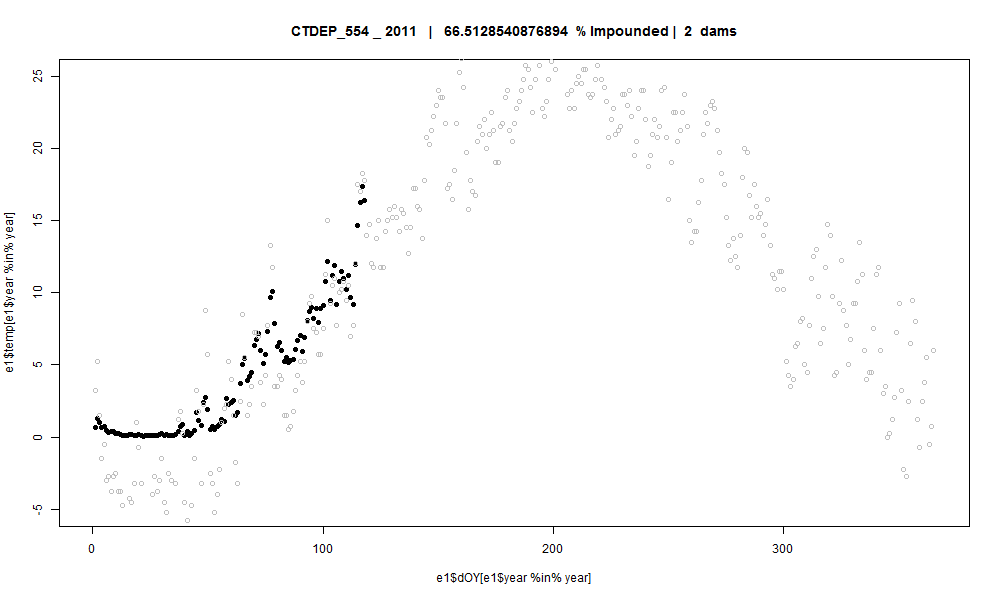 CTDEP_554 _ 2011 | 66.5128540876894 % Impounded | 2 dams
25
20
15
10
5
0
-5
e1$temp[e1$year %in% year]
0 100 200 300
e1$dOY[e1$year %in% year]